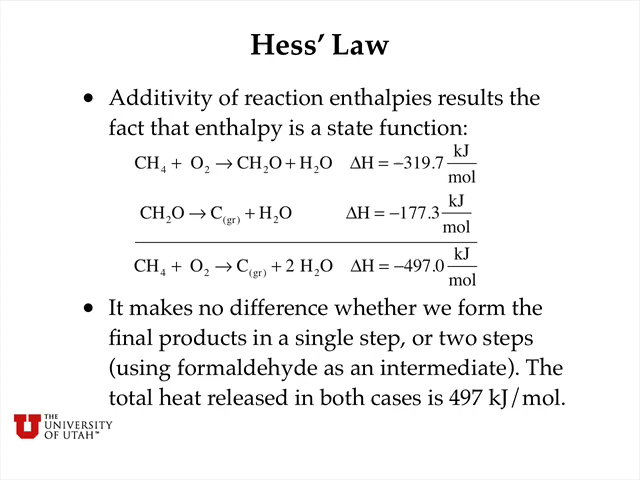 Hess’ Law
• Additivity of reaction enthalpies results the
fact that enthalpy is a state function:
CH₄ + O₂ → CH₂O + H₂O ΔH = −319.7 kJ/mol
CH₂O → C₍gr₎ + H₂O ΔH = −177.3 kJ/mol
CH₄ + O₂ → C₍gr₎ + 2 H₂O ΔH = −497.0 kJ/mol
• It makes no difference whether we form the
final products in a single step, or two steps
(using formaldehyde as an intermediate). The
total heat released in both cases is 497 kJ/mol.
THE
UNIVERSITY
OF UTAH™